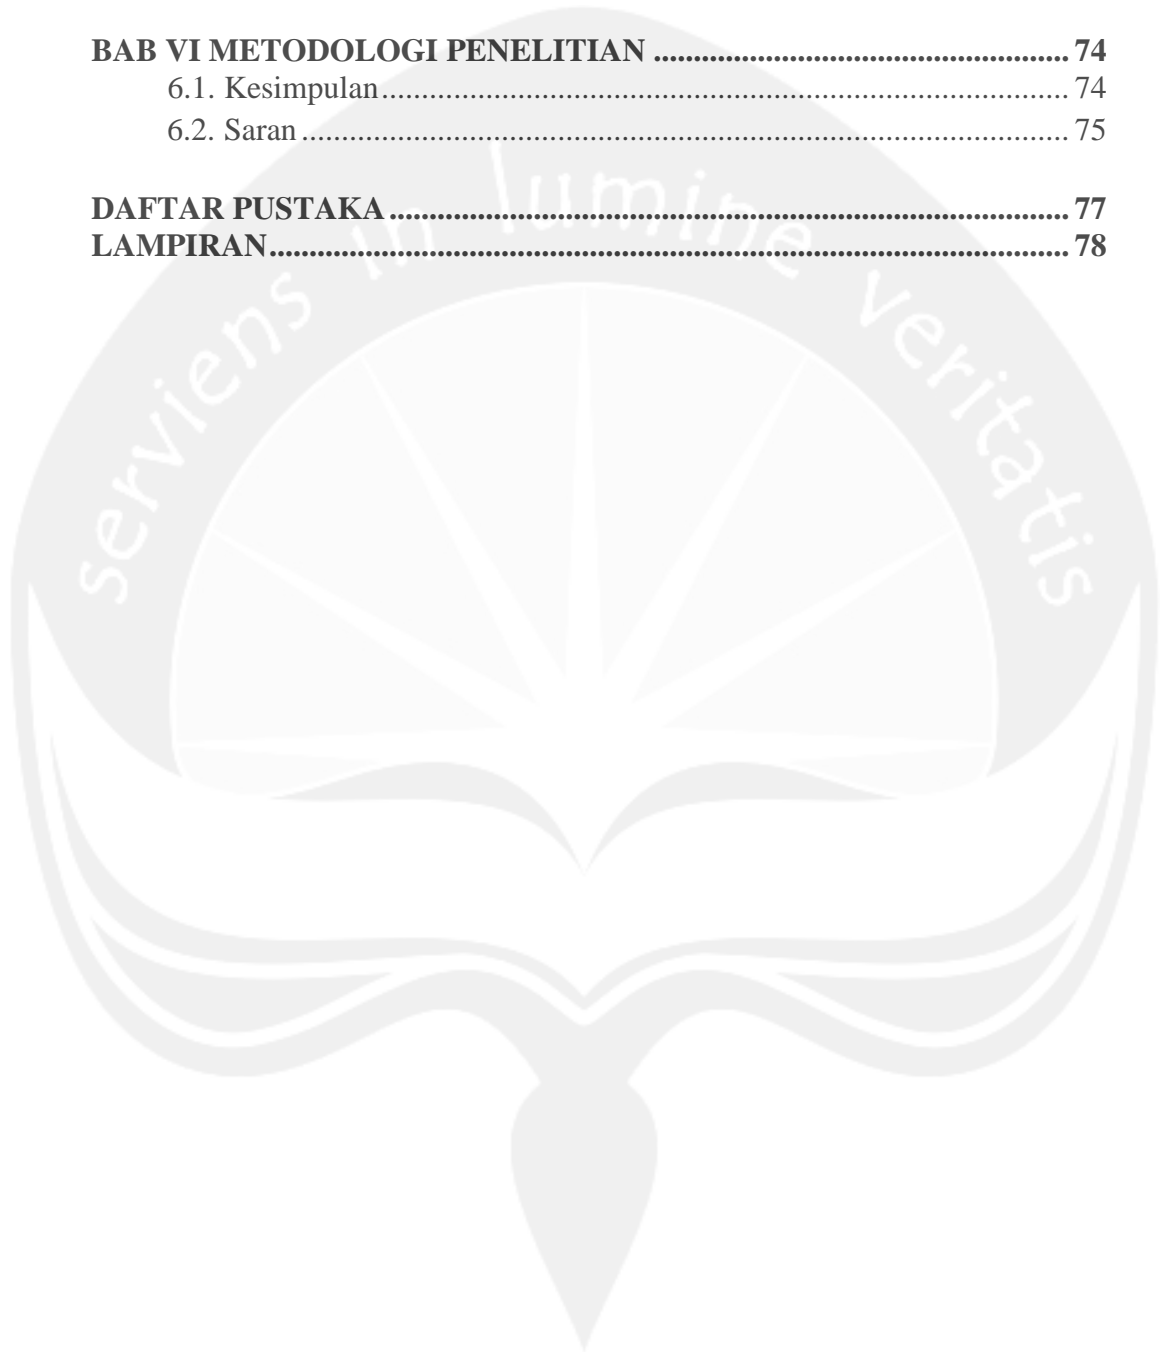 BAB VI METODOLOGI PENELITIAN .......................................................... 74
6.1. Kesimpulan.............................................................................................. 74
6.2. Saran ........................................................................................................ 75
DAFTAR PUSTAKA ............................................................................................. 77
LAMPIRAN............................................................................................................. 78
serviens in lumine veritatis